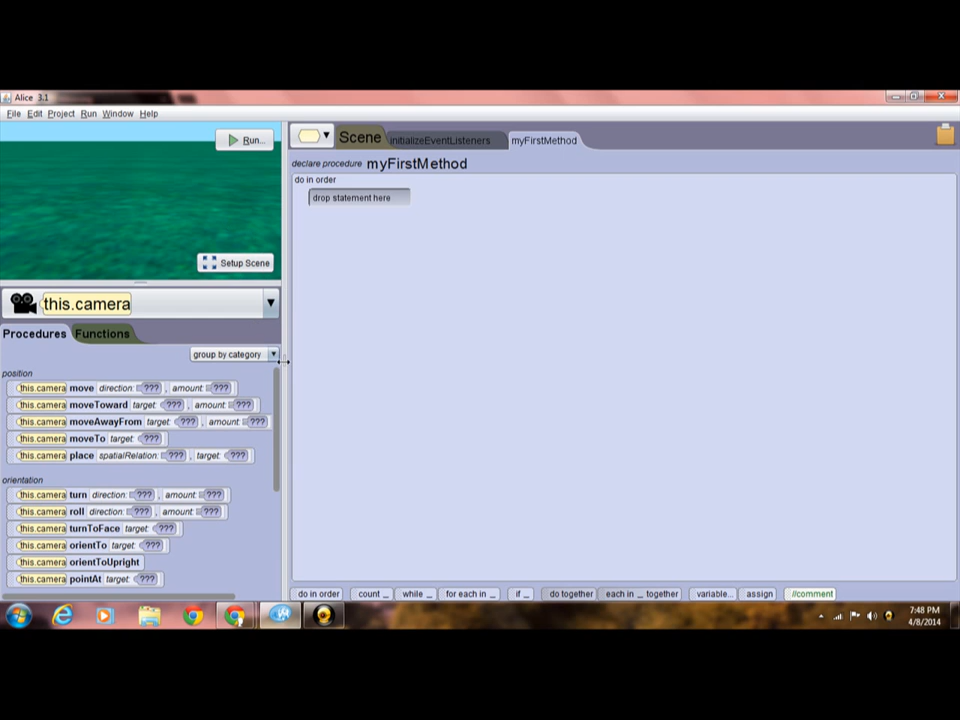 Alice 3.1
File Edit Project Run Window Help
Run...
Scene initializeEventListeners myFirstMethod
declare procedure myFirstMethod
do in order
drop statement here
Setup Scene
this.camera
Procedures Functions
group by category
position
this.camera move direction: ??? , amount: ???
this.camera moveToward target: ??? , amount: ???
this.camera moveAwayFrom target: ??? , amount: ???
this.camera moveTo target: ???
this.camera place spatialRelation: ??? , target: ???
orientation
this.camera turn direction: ??? , amount: ???
this.camera roll direction: ??? , amount: ???
this.camera turnToFace target: ???
this.camera orientTo target: ???
this.camera orientToUpright
this.camera pointAt target: ???
do in order count _ while _ for each in _ if _ do together each in _ together variable... assign //comment
7:48 PM
4/8/2014